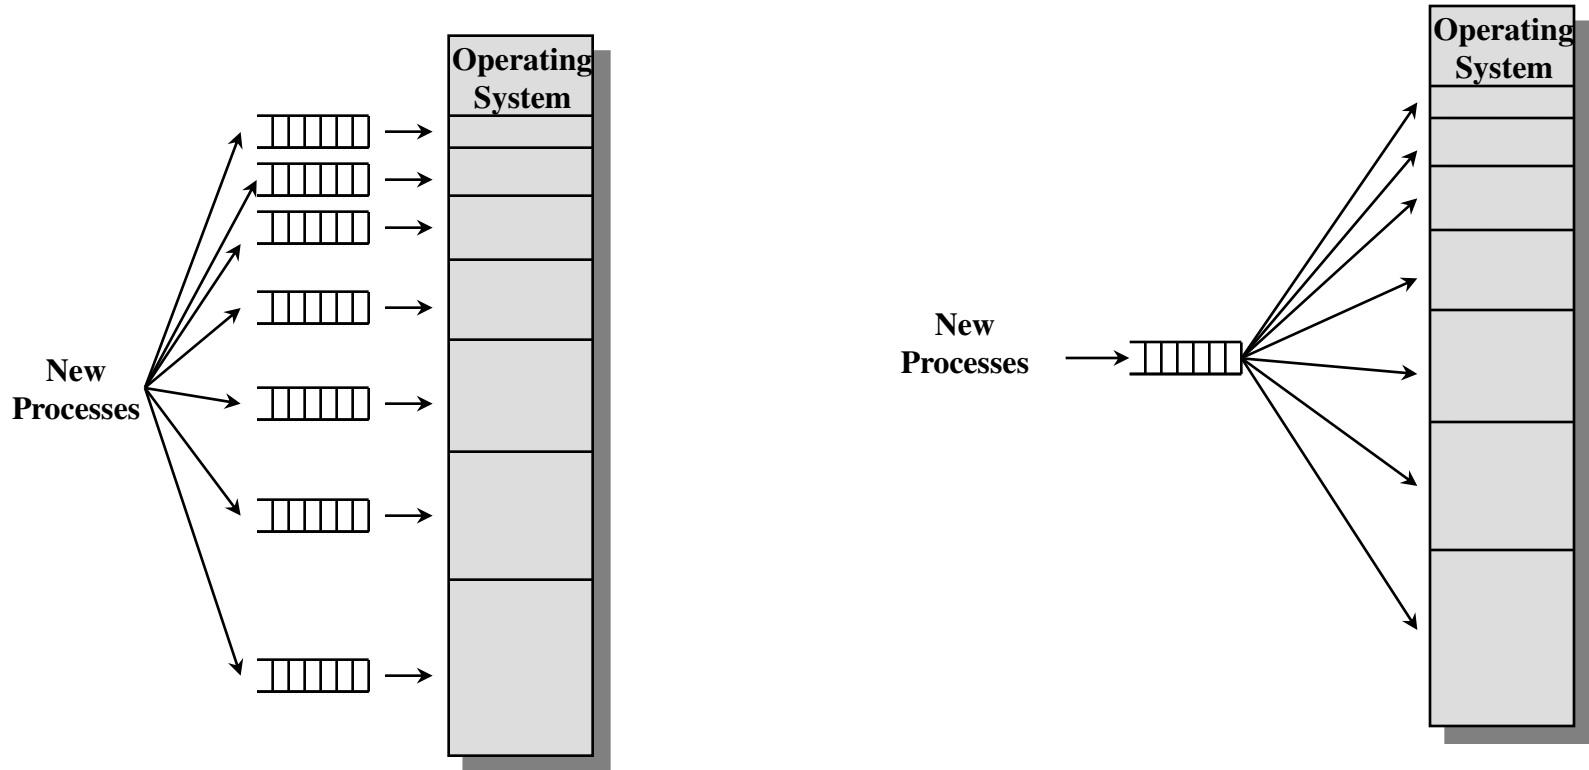 Operating
System
New
Processes
Operating
System
New
Processes